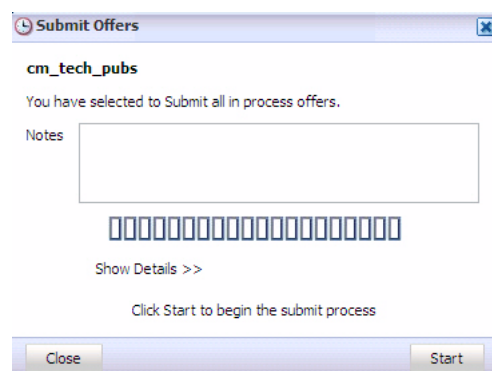 Submit Offers
cm_tech_pubs
You have selected to Submit all in process offers.
Notes
Show Details >>
Click Start to begin the submit process
Close
Start